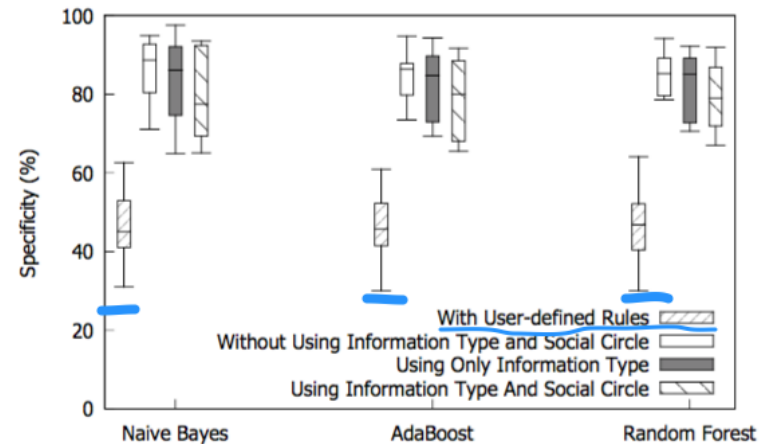 Specificity (%)
100
80
60
40
20
0
With User-defined Rules
Without Using Information Type and Social Circle
Using Only Information Type
Using Information Type And Social Circle
Naive Bayes
AdaBoost
Random Forest